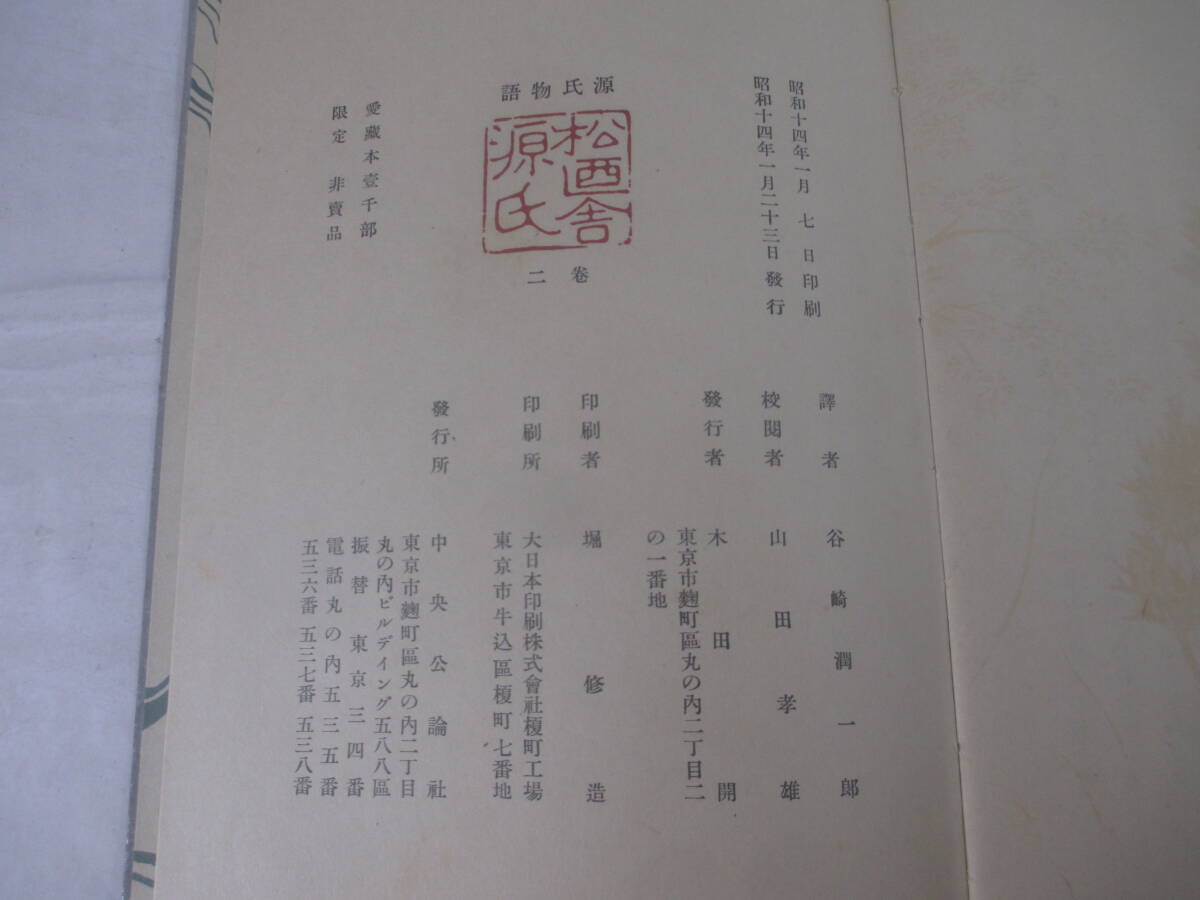 昭和十四年一月七日印刷
昭和十四年一月二十三日發行
源氏物語
松廼舍
源氏
卷二
愛藏本壹千部
限定 非賣品
譯者 谷崎潤一郎
校閱者 山田孝雄
發行者 木田開
東京市麴町區丸の內二丁目二
の一番地
印刷者 堀修造
印刷所 大日本印刷株式會社榎町工場
東京市牛込區榎町七番地
發行所 中央公論社
東京市麴町區丸の內二丁目
丸の內ビルデイング五八八區
振替東京三四番
電話丸の內五三五番
五三六番 五三七番 五三八番